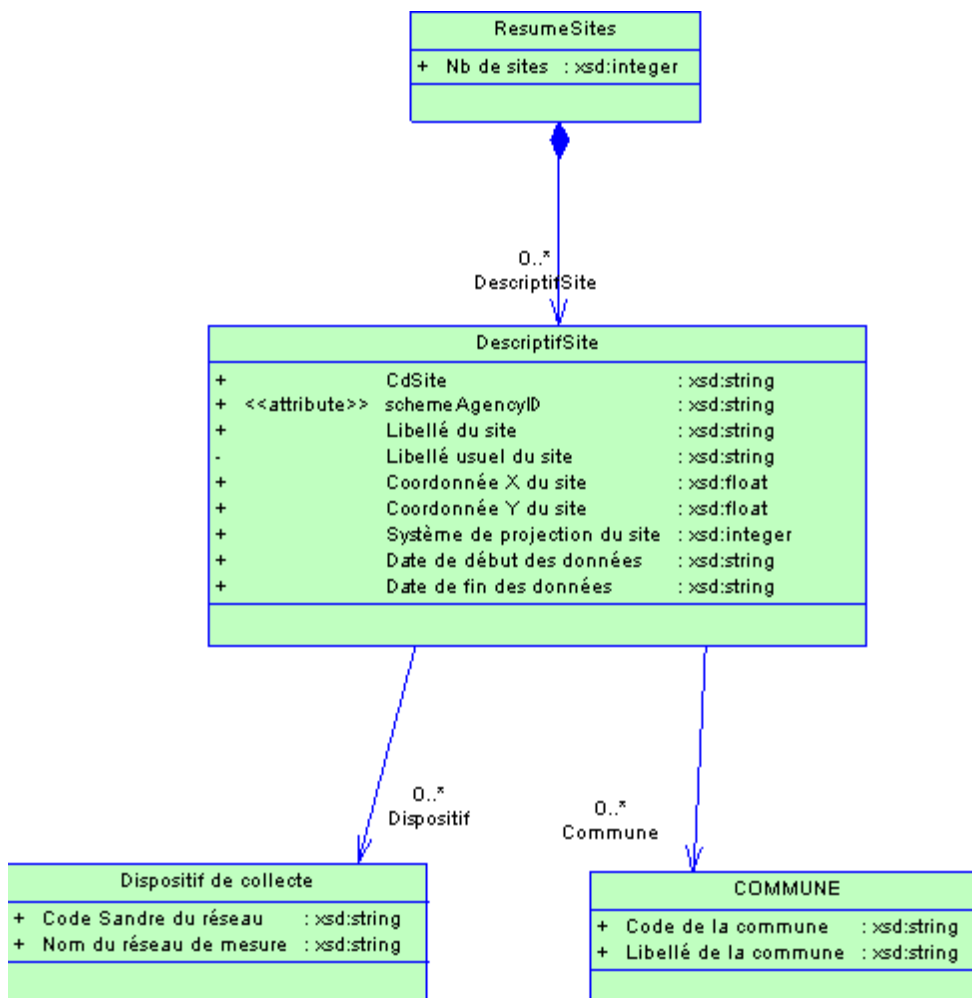 ResumeSites
+ Nb de sites : xsd:integer
0..*
DescriptifSite
DescriptifSite
+ CdSite : xsd:string
+ <<attribute>> schemeAgencyID : xsd:string
+ Libellé du site : xsd:string
- Libellé usuel du site : xsd:string
+ Coordonnée X du site : xsd:float
+ Coordonnée Y du site : xsd:float
+ Système de projection du site : xsd:integer
+ Date de début des données : xsd:string
+ Date de fin des données : xsd:string
0..*
Dispositif
0..*
Commune
Dispositif de collecte
+ Code Sandre du réseau : xsd:string
+ Nom du réseau de mesure : xsd:string
COMMUNE
+ Code de la commune : xsd:string
+ Libellé de la commune : xsd:string